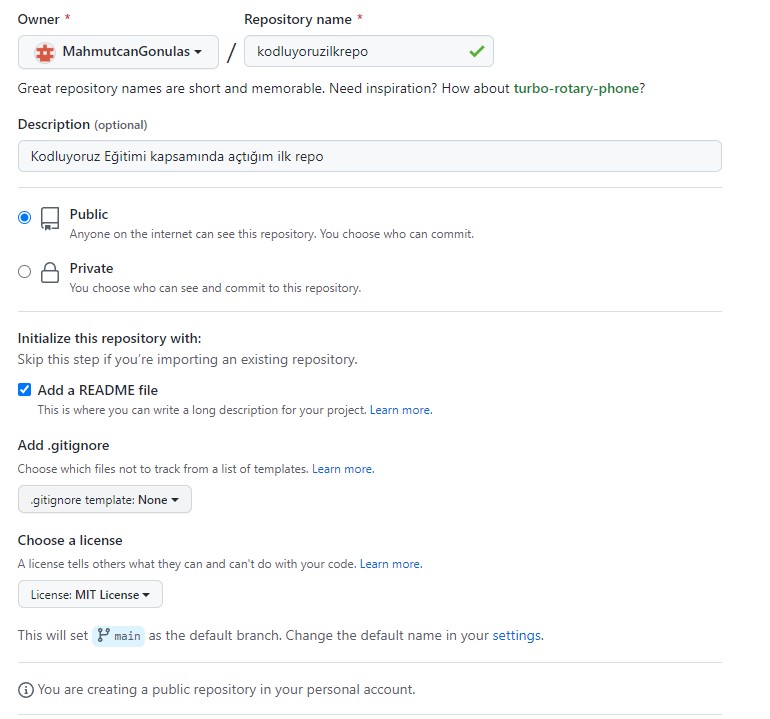 Owner * Repository name *
MahmutcanGonulas / kodluyoruzilkrepo
Great repository names are short and memorable. Need inspiration? How about turbo-rotary-phone?
Description (optional)
Kodluyoruz Eğitimi kapsamında açtığım ilk repo
Public
Anyone on the internet can see this repository. You choose who can commit.
Private
You choose who can see and commit to this repository.
Initialize this repository with:
Skip this step if you’re importing an existing repository.
Add a README file
This is where you can write a long description for your project. Learn more.
Add .gitignore
Choose which files not to track from a list of templates. Learn more.
.gitignore template: None
Choose a license
A license tells others what they can and can't do with your code. Learn more.
License: MIT License
This will set main as the default branch. Change the default name in your settings.
You are creating a public repository in your personal account.